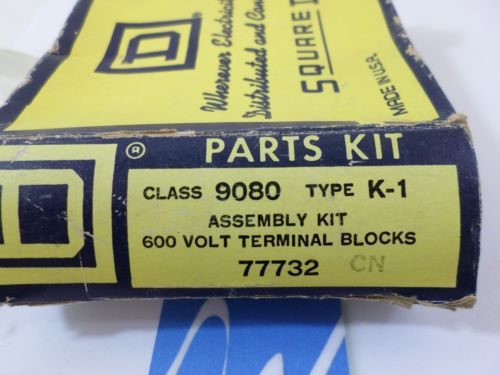 D
Wherever Electricity
Distributed and Con
SQUARE D
MADE IN U.S.A.
D
®
PARTS KIT
CLASS 9080 TYPE K-1
ASSEMBLY KIT
600 VOLT TERMINAL BLOCKS
77732 CN